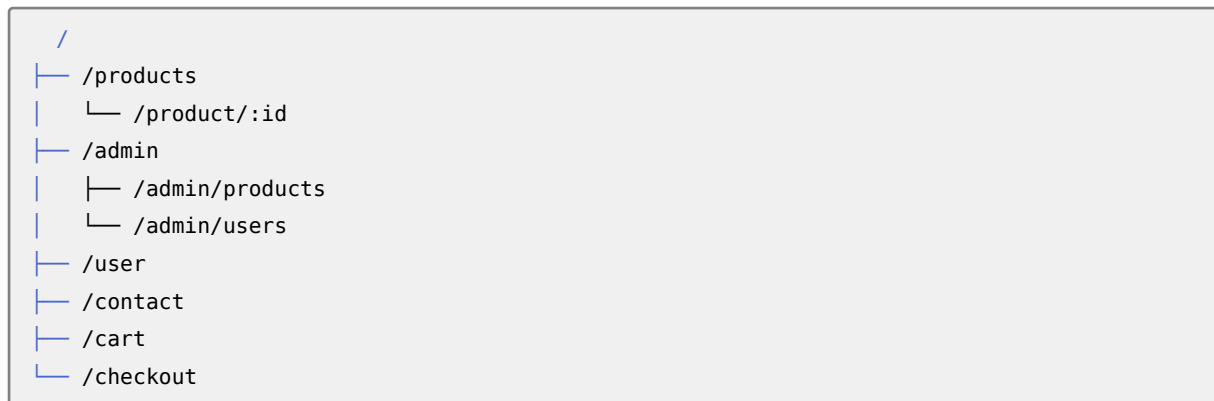 /
├── /products
│   └── /product/:id
├── /admin
│   ├── /admin/products
│   └── /admin/users
├── /user
├── /contact
├── /cart
└── /checkout